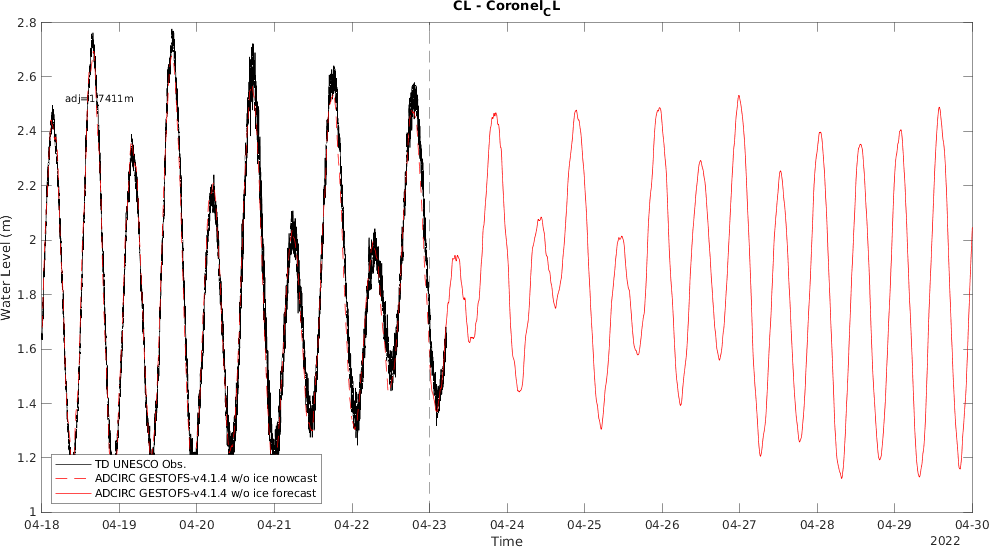 CL - Coronel_CL
2.8
2.6
2.4
2.2
2
1.8
1.6
1.4
1.2
1
Water Level (m)
adj=1.7411m
TD UNESCO Obs.
ADCIRC GESTOFS-v4.1.4 w/o ice nowcast
ADCIRC GESTOFS-v4.1.4 w/o ice forecast
04-18 04-19 04-20 04-21 04-22 04-23 04-24 04-25 04-26 04-27 04-28 04-29 04-30
Time
2022